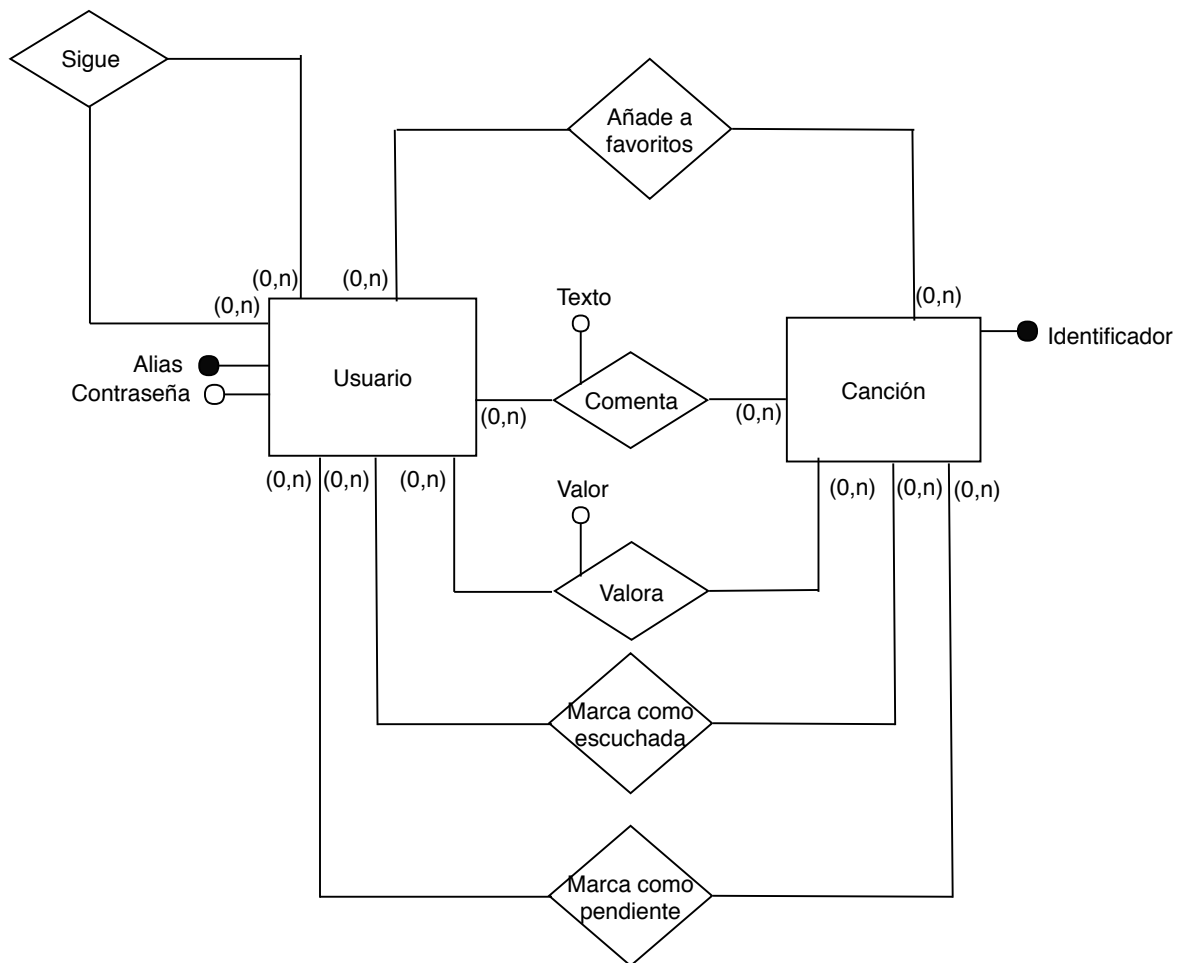 Sigue
Añade a
favoritos
(0,n)
(0,n)
(0,n)
(0,n)
Texto
Alias
Contraseña
Usuario
(0,n)
Comenta
(0,n)
Canción
Identificador
(0,n)
(0,n)
(0,n)
Valor
(0,n)
(0,n)
(0,n)
Valora
Marca como
escuchada
Marca como
pendiente